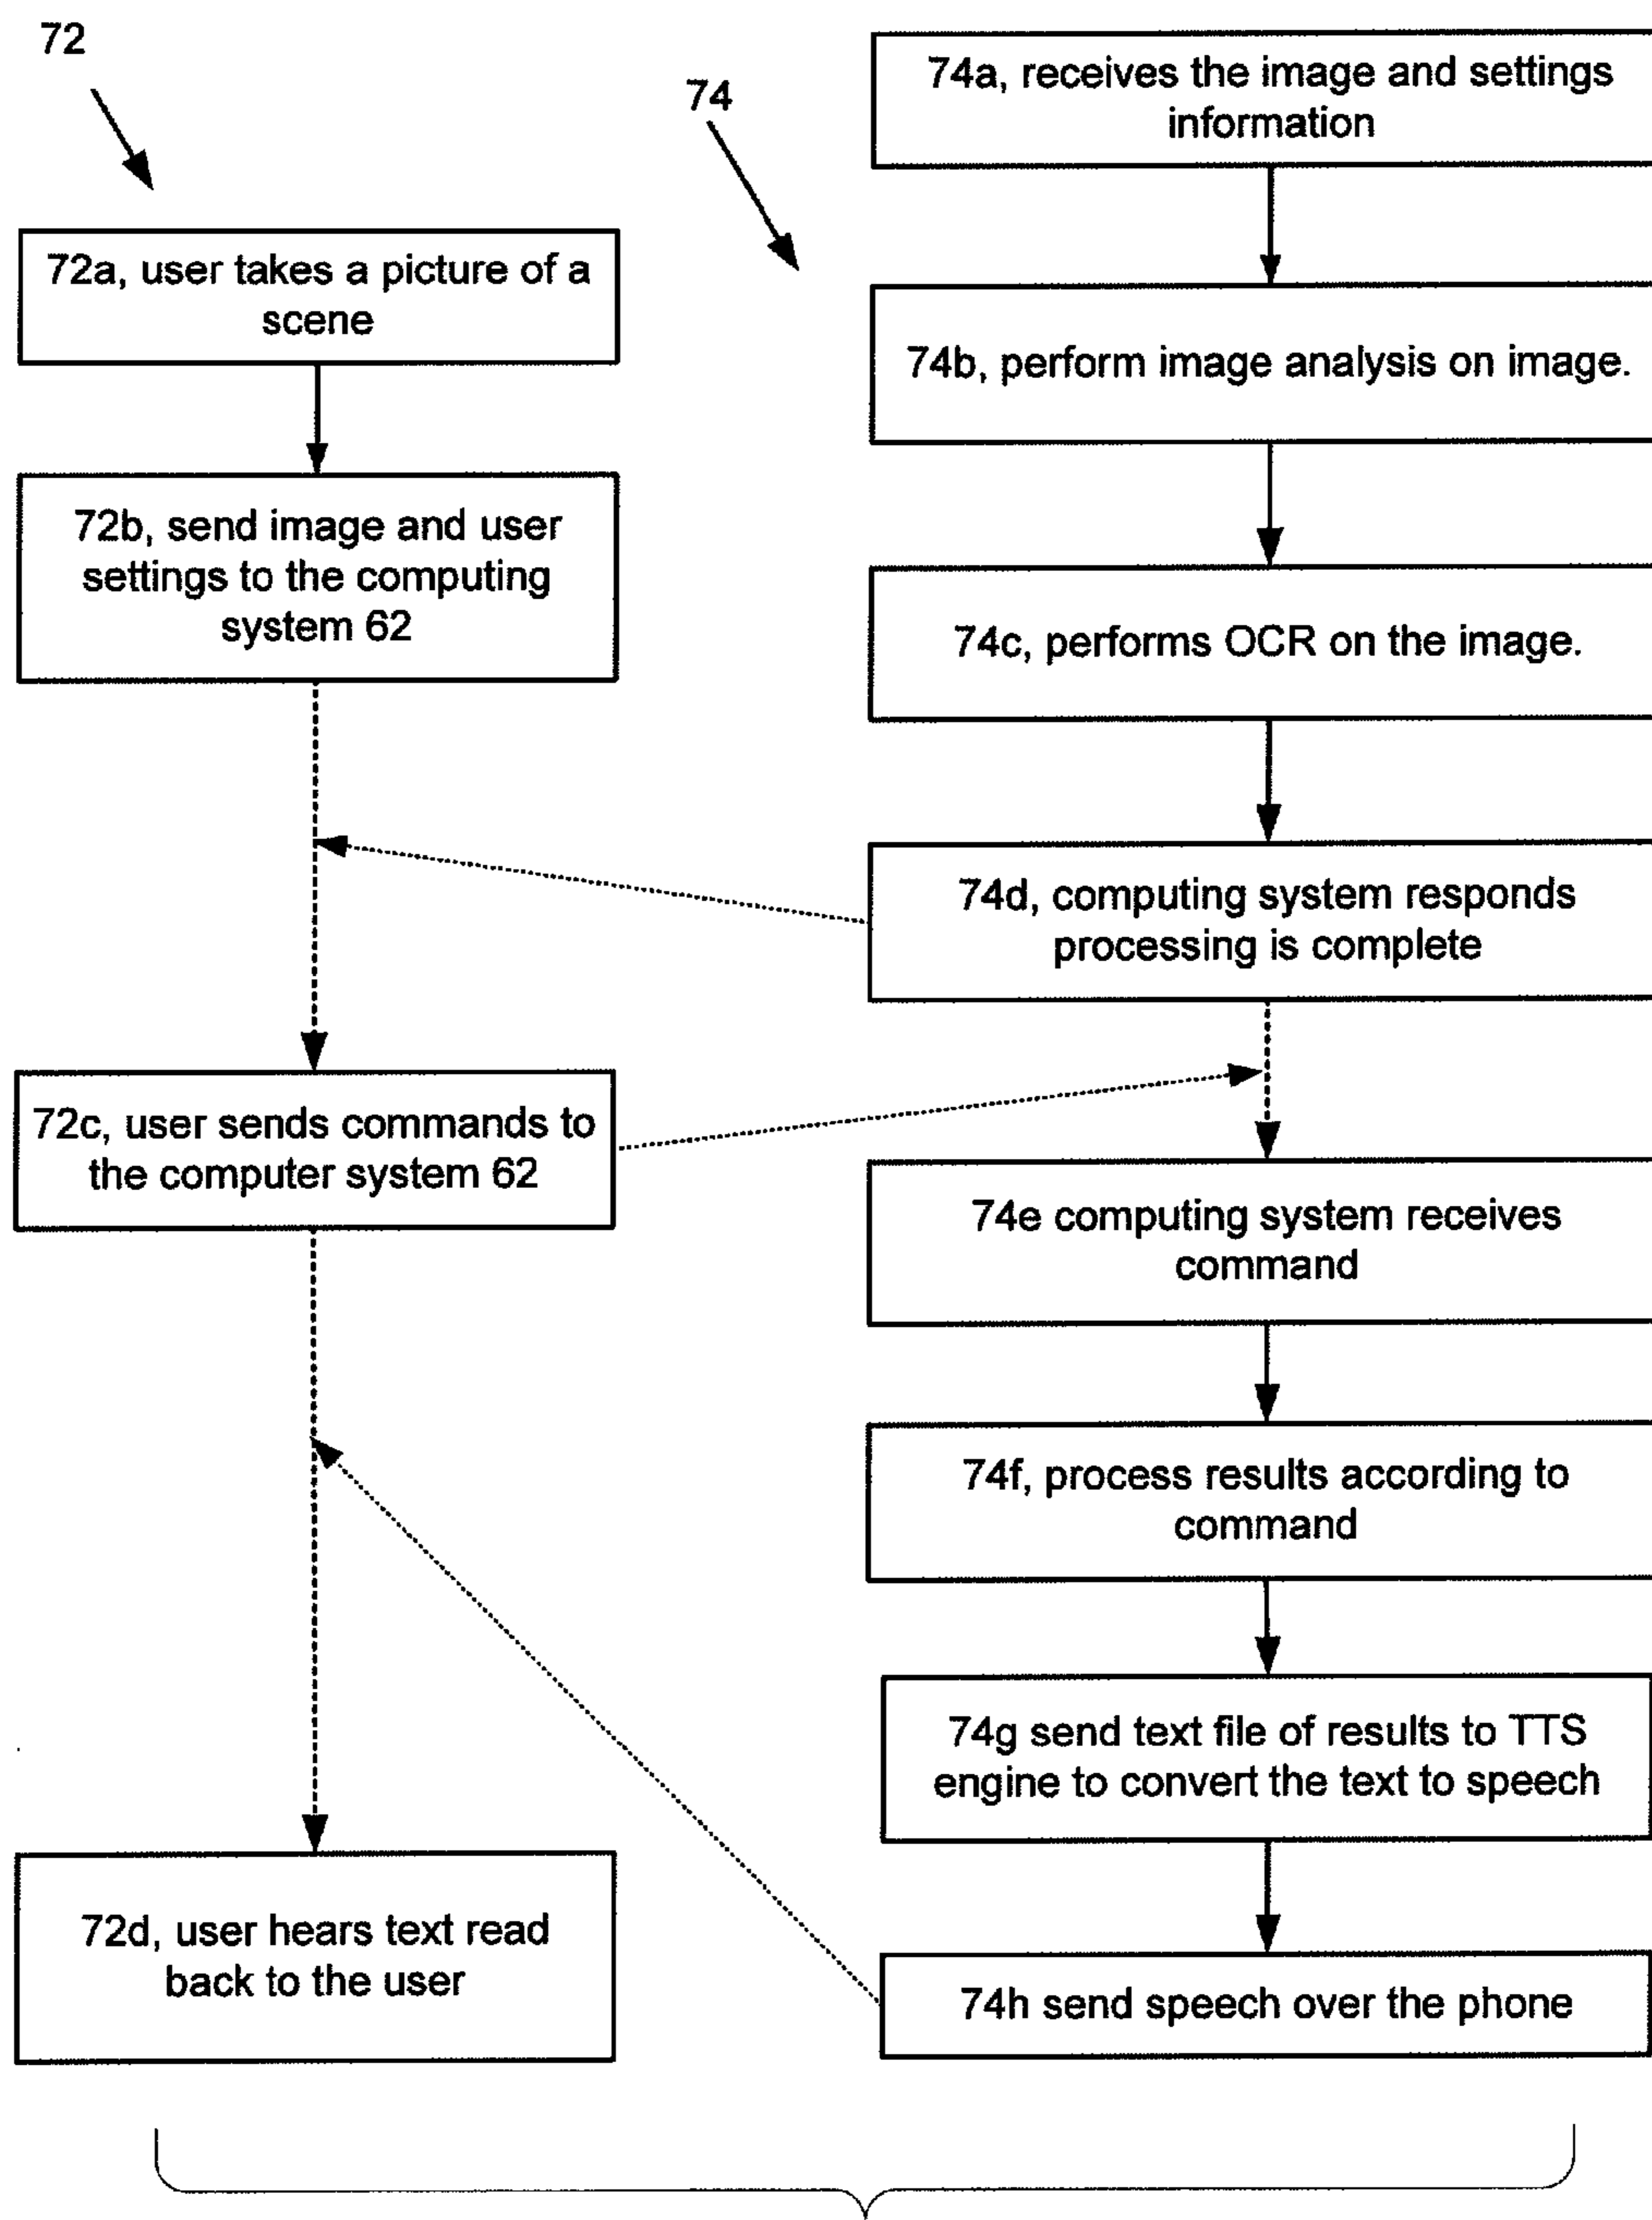 72
72a, user takes a picture of a
scene
72b, send image and user
settings to the computing
system 62
72c, user sends commands to
the computer system 62
72d, user hears text read
back to the user
74
74a, receives the image and settings
information
74b, perform image analysis on image.
74c, performs OCR on the image.
74d, computing system responds
processing is complete
74e computing system receives
command
74f, process results according to
command
74g send text file of results to TTS
engine to convert the text to speech
74h send speech over the phone